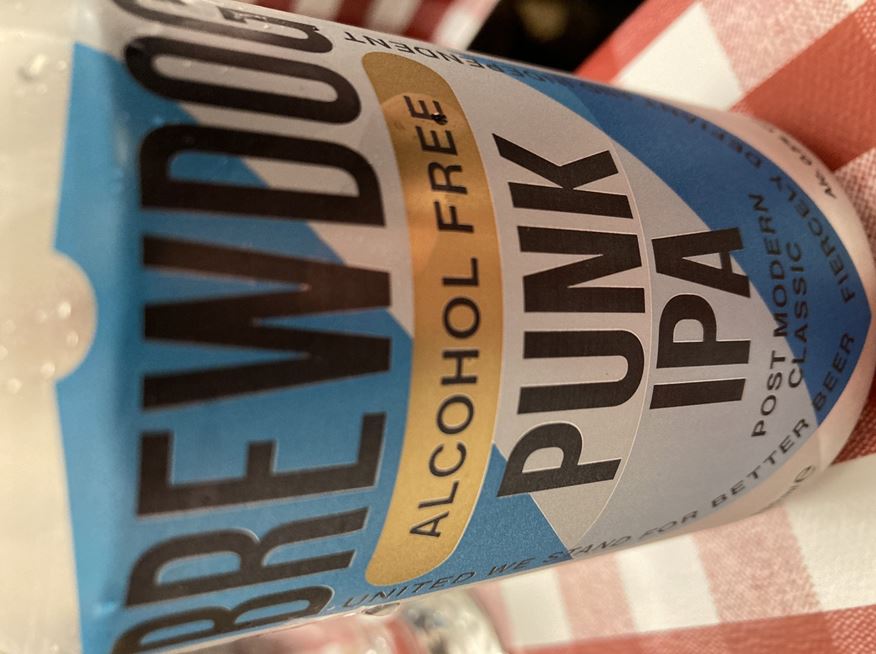 BREWDOG
ALCOHOL FREE
PUNK
IPA
POST MODERN
CLASSIC
UNITED WE STAND FOR BETTER BEER
INDEPENDENT
FIERCELY